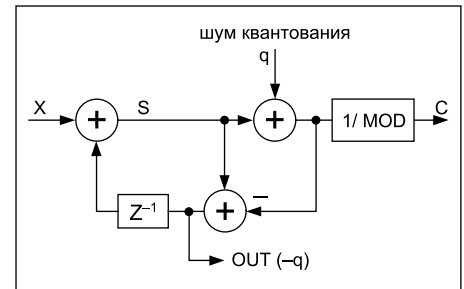 шум квантования
q
X
+
S
+
1/ MOD
C
–
Z–1
+
OUT (–q)